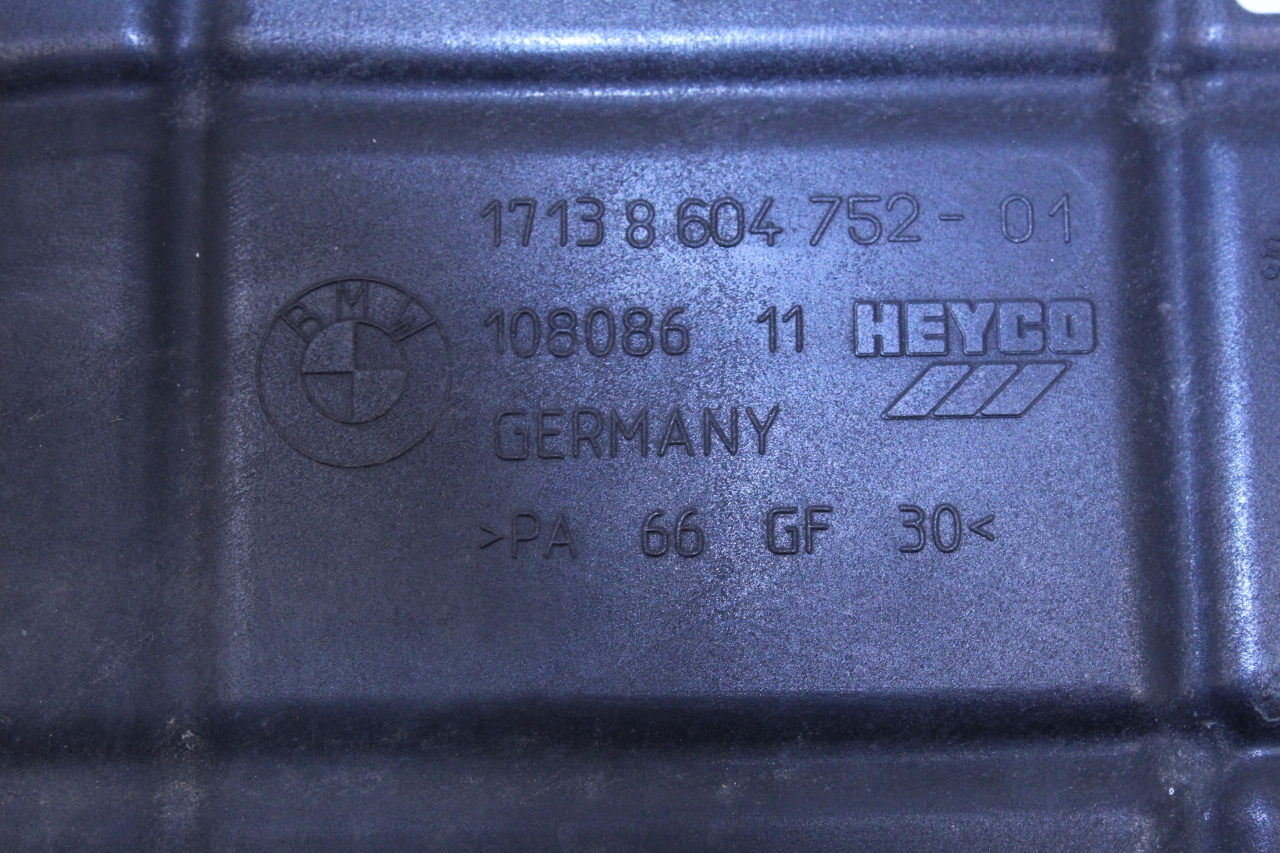 1713 8 604 752 - 01
BMW
108086 11 HEYCO
GERMANY
>PA 66 GF 30<